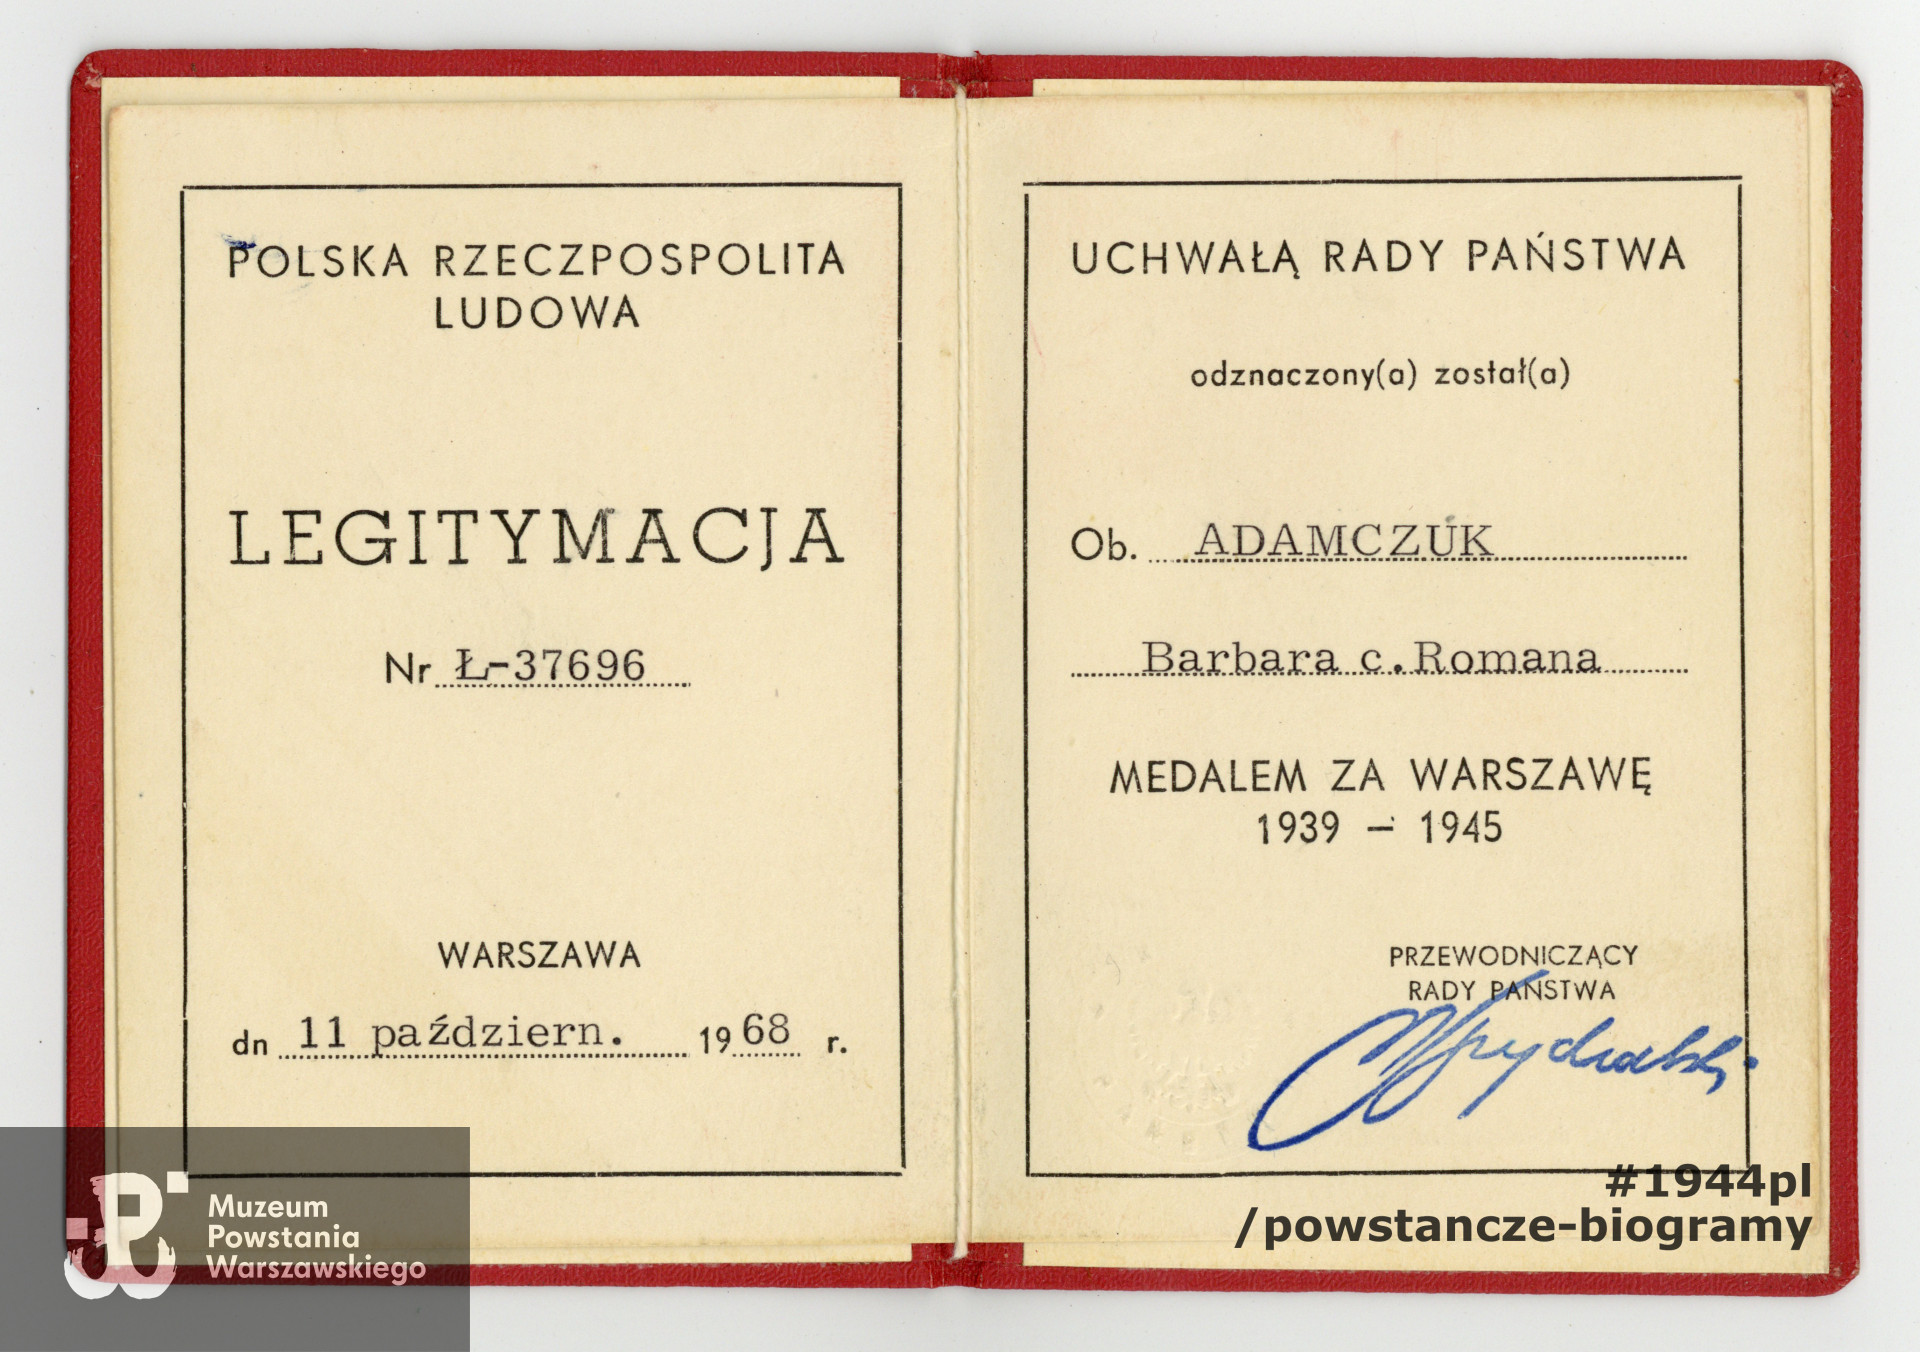 POLSKA RZECZPOSPOLITA
LUDOWA
LEGITYMACJA
Nr Ł-37696
WARSZAWA
dn 11 październ. 1968 r.
UCHWAŁĄ RADY PAŃSTWA
odznaczony(a) został(a)
Ob. ADAMCZUK
Barbara c. Romana
MEDALEM ZA WARSZAWĘ
1939 – 1945
PRZEWODNICZĄCY
RADY PAŃSTWA
#1944pl
/powstancze-biogramy
Muzeum
Powstania
Warszawskiego